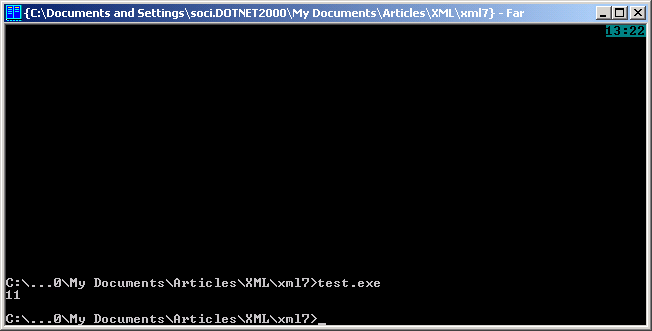 {C:\Documents and Settings\soci.DOTNET2000\My Documents\Articles\XML\xml7} - Far
13:22
C:\...0\My Documents\Articles\XML\xml7>test.exe
11
C:\...0\My Documents\Articles\XML\xml7>_